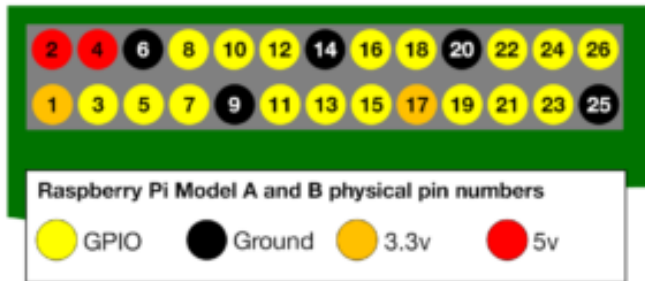 2 4 6 8 10 12 14 16 18 20 22 24 26
1 3 5 7 9 11 13 15 17 19 21 23 25
Raspberry Pi Model A and B physical pin numbers
GPIO Ground 3.3v 5v